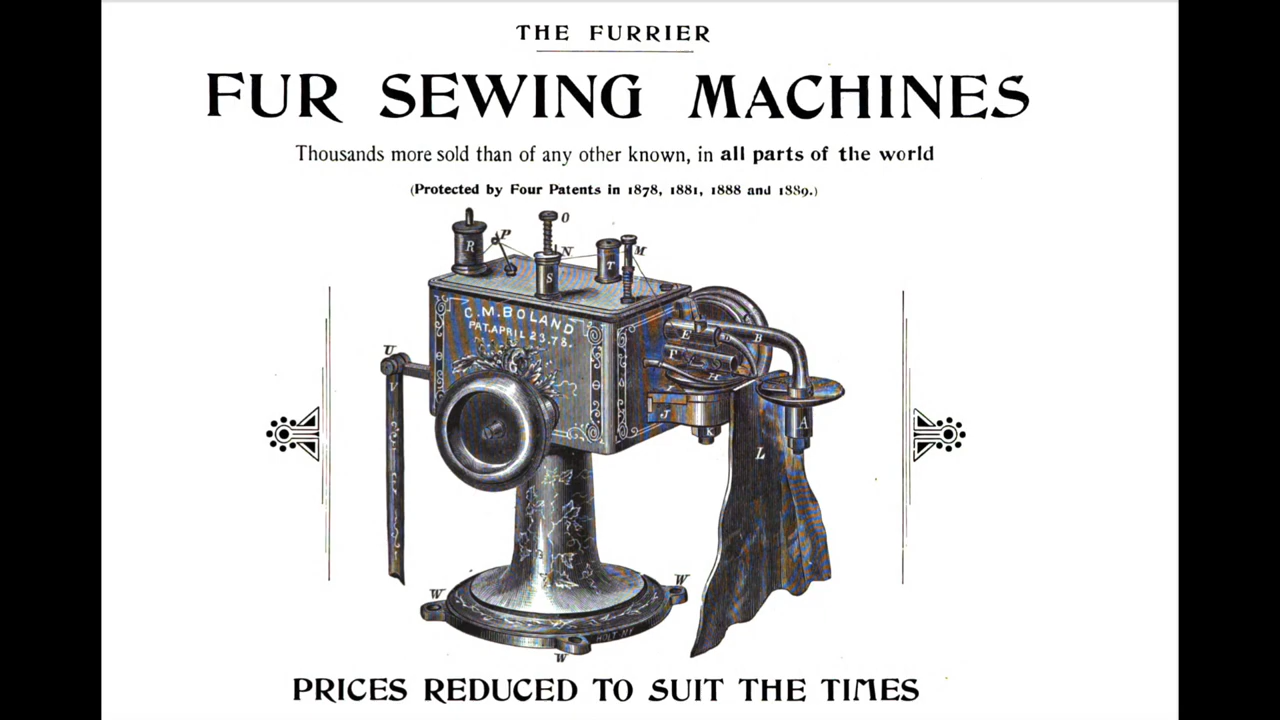 THE FURRIER
FUR SEWING MACHINES
Thousands more sold than of any other known, in all parts of the world
(Protected by Four Patents in 1878, 1881, 1888 and 1889.)
O
P
R
N
M
S
T
C. M. BOLAND
PAT. APRIL 23. 78.
E
B
U
F
H
V
I
J
A
K
L
B
W
W
HOLT. NY.
W
PRICES REDUCED TO SUIT THE TIMES